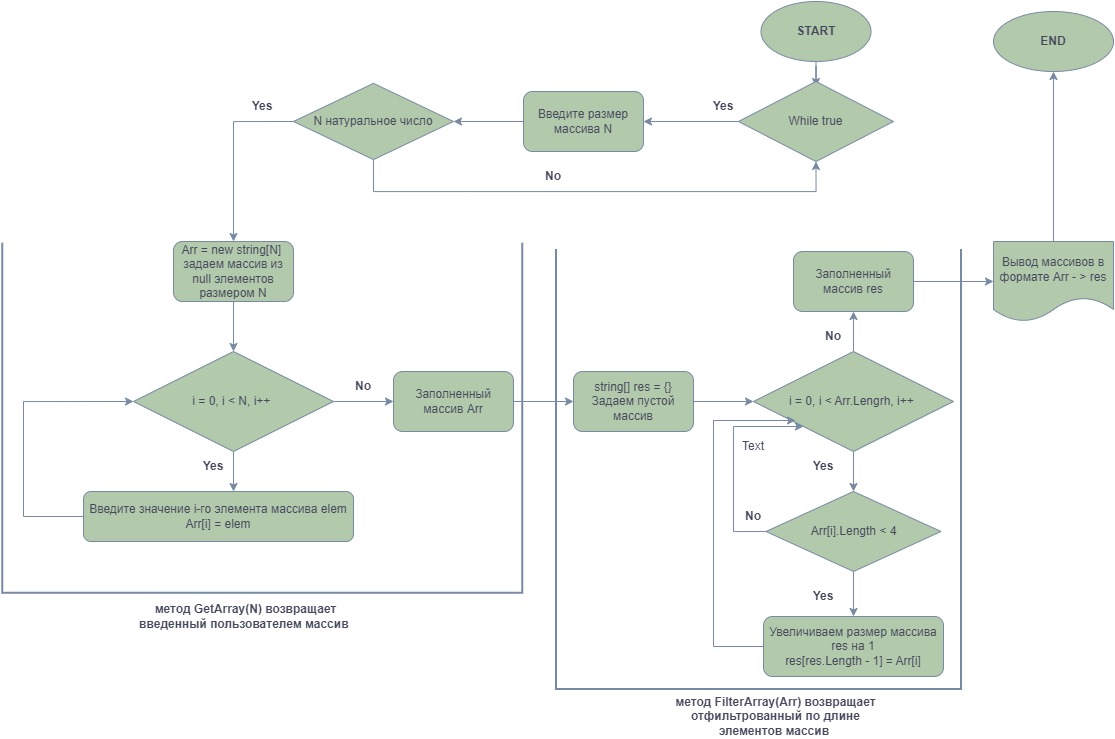 START
END
While true
Yes
Введите размер
массива N
N натуральное число
Yes
No
Arr = new string[N]
задаем массив из
null элементов
размером N
i = 0, i < N, i++
No
Заполненный
массив Arr
Yes
Введите значение i-го элемента массива elem
Arr[i] = elem
метод GetArray(N) возвращает
введенный пользователем массив
string[] res = {}
Задаем пустой
массив
i = 0, i < Arr.Lengrh, i++
No
Заполненный
массив res
Вывод массивов в
формате Arr - > res
Text
Yes
No
Arr[i].Length < 4
Yes
Увеличиваем размер массива
res на 1
res[res.Length - 1] = Arr[i]
метод FilterArray(Arr) возвращает
отфильтрованный по длине
элементов массив